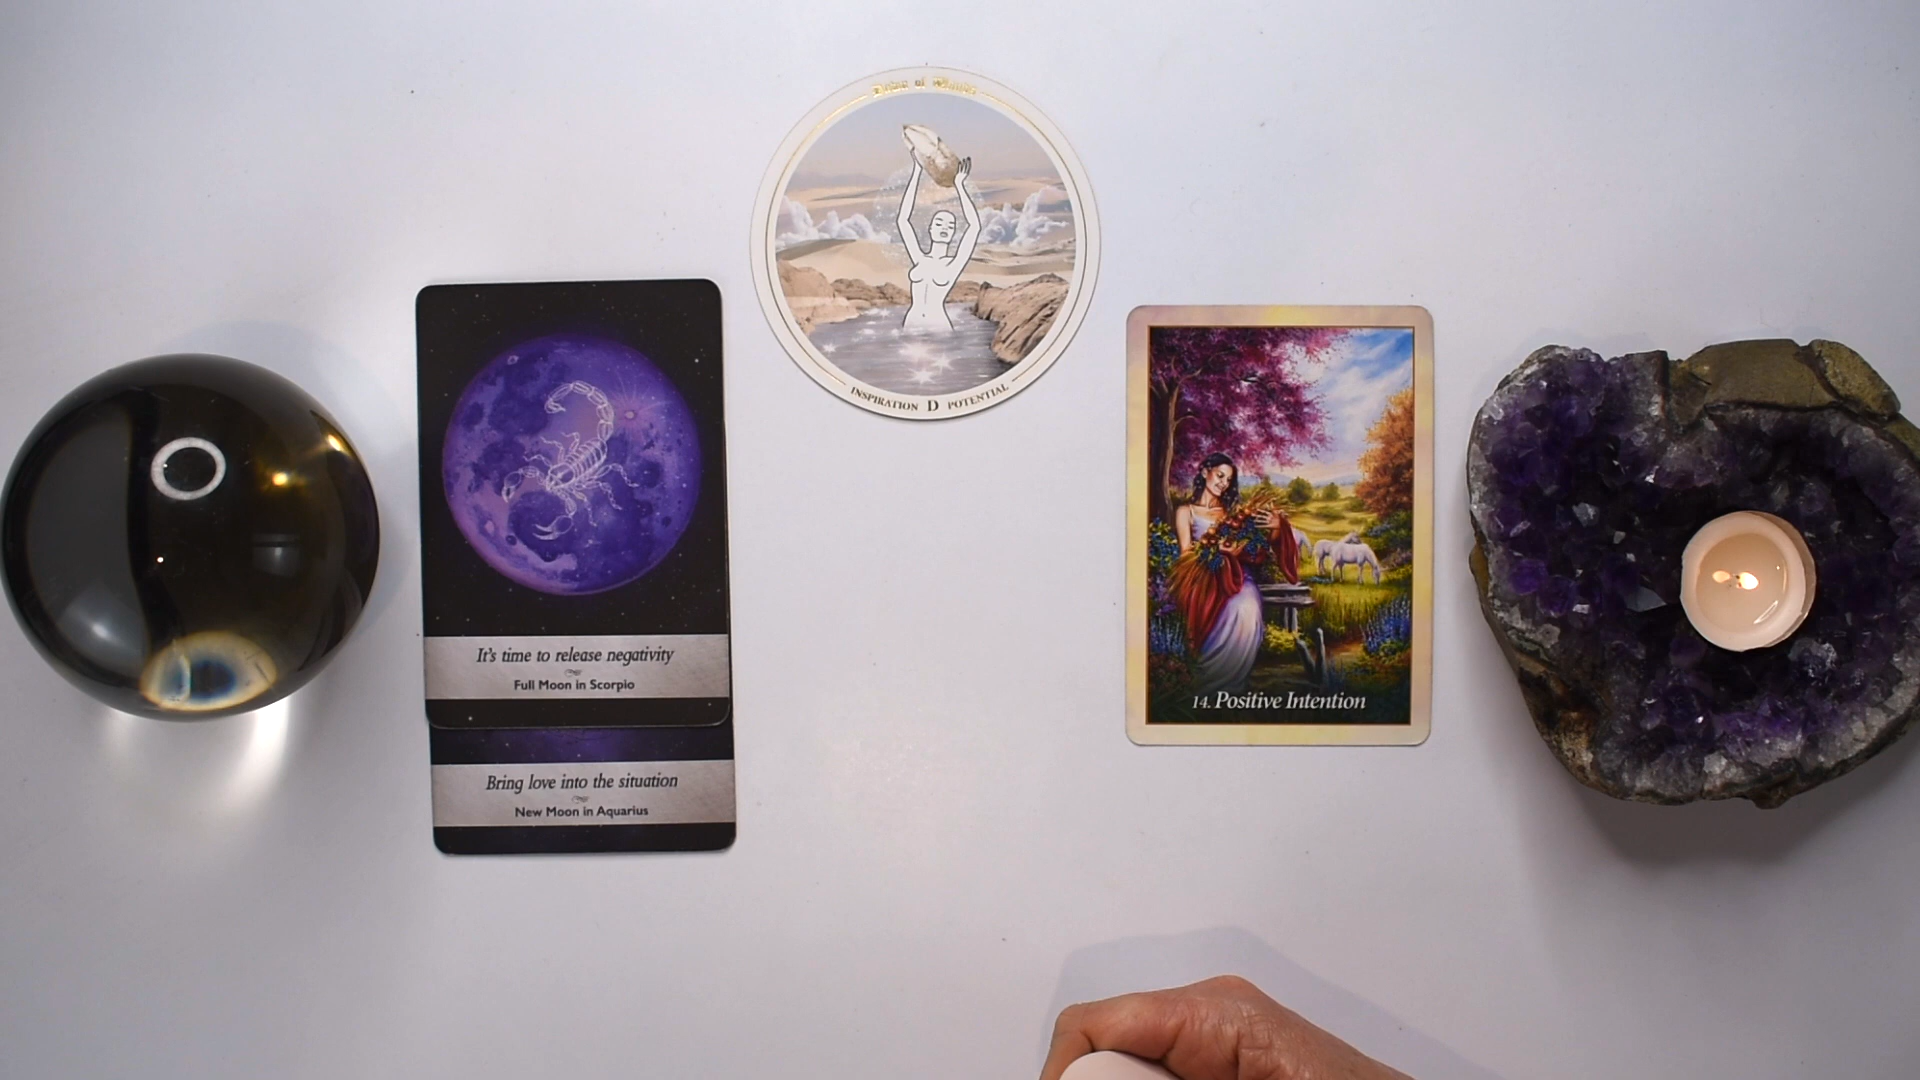 It's time to release negativity
Full Moon in Scorpio
Bring love into the situation
New Moon in Aquarius
of
INSPIRATION D POTENTIAL
14. Positive Intention